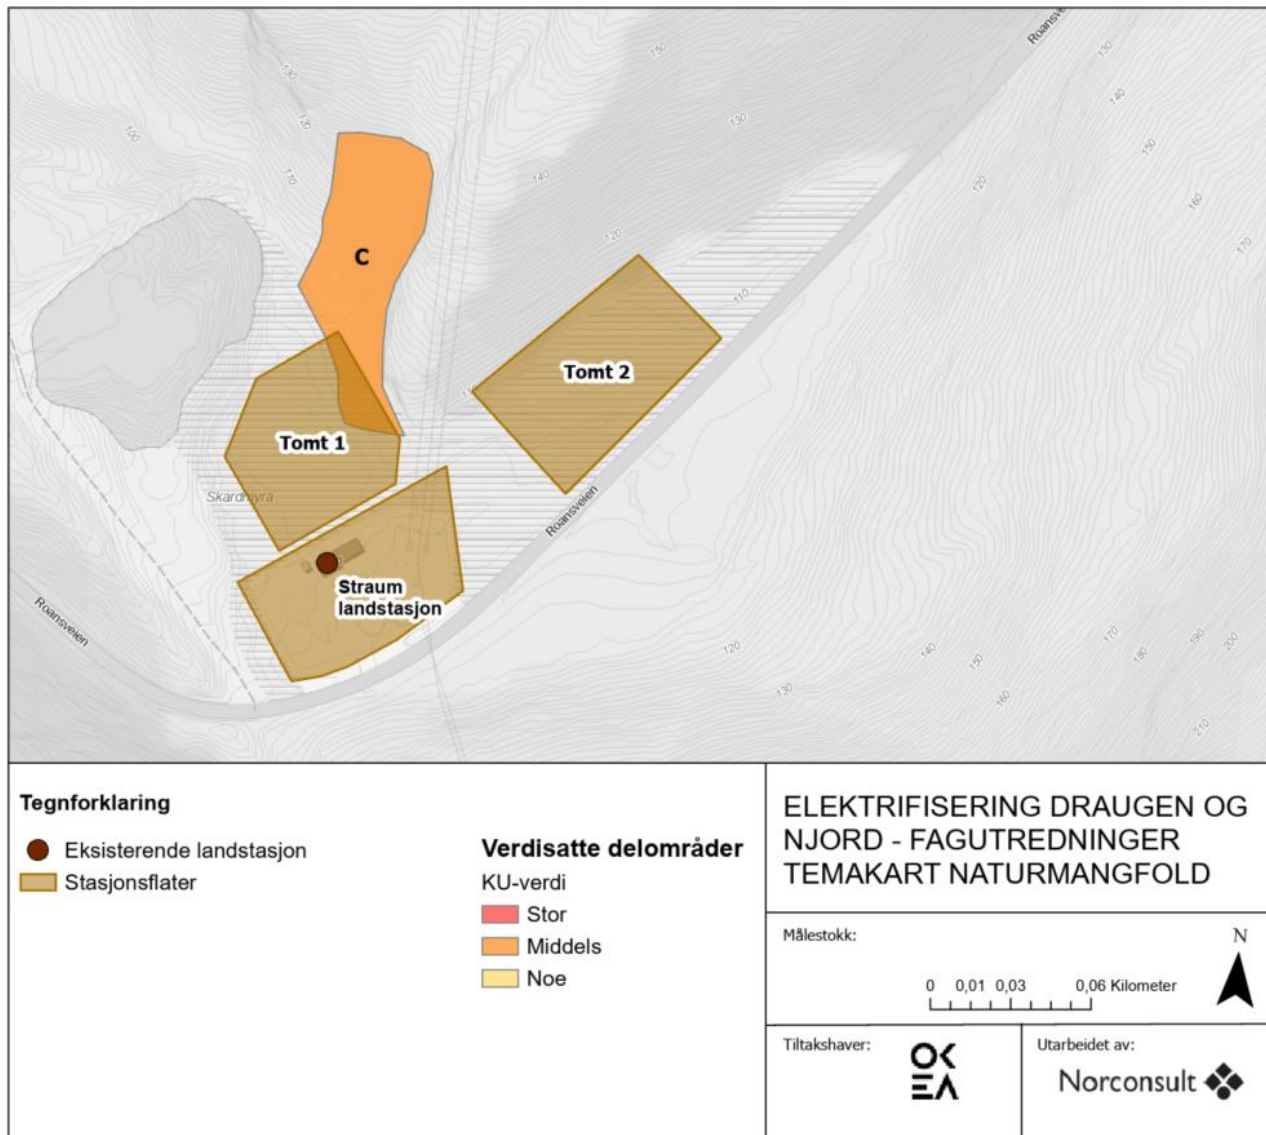 Roansve
150
130
130
140
130
120
100
150
110
140
120
160
120
170
C
110
Tomt 2
Tomt 1
Skardmyra
Roansveien
Straum
landstasjon
Roansveien
120
140
150
170
190
200
180
130
160
210
Tegnforklaring
Eksisterende landstasjon
Stasjonsflater
Verdisatte delområder
KU-verdi
Stor
Middels
Noe
ELEKTRIFISERING DRAUGEN OG
NJORD - FAGUTREDNINGER
TEMAKART NATURMANGFOLD
Målestokk:
N
0 0,01 0,03 0,06 Kilometer
Tiltakshaver:
OKEA
Utarbeidet av:
Norconsult